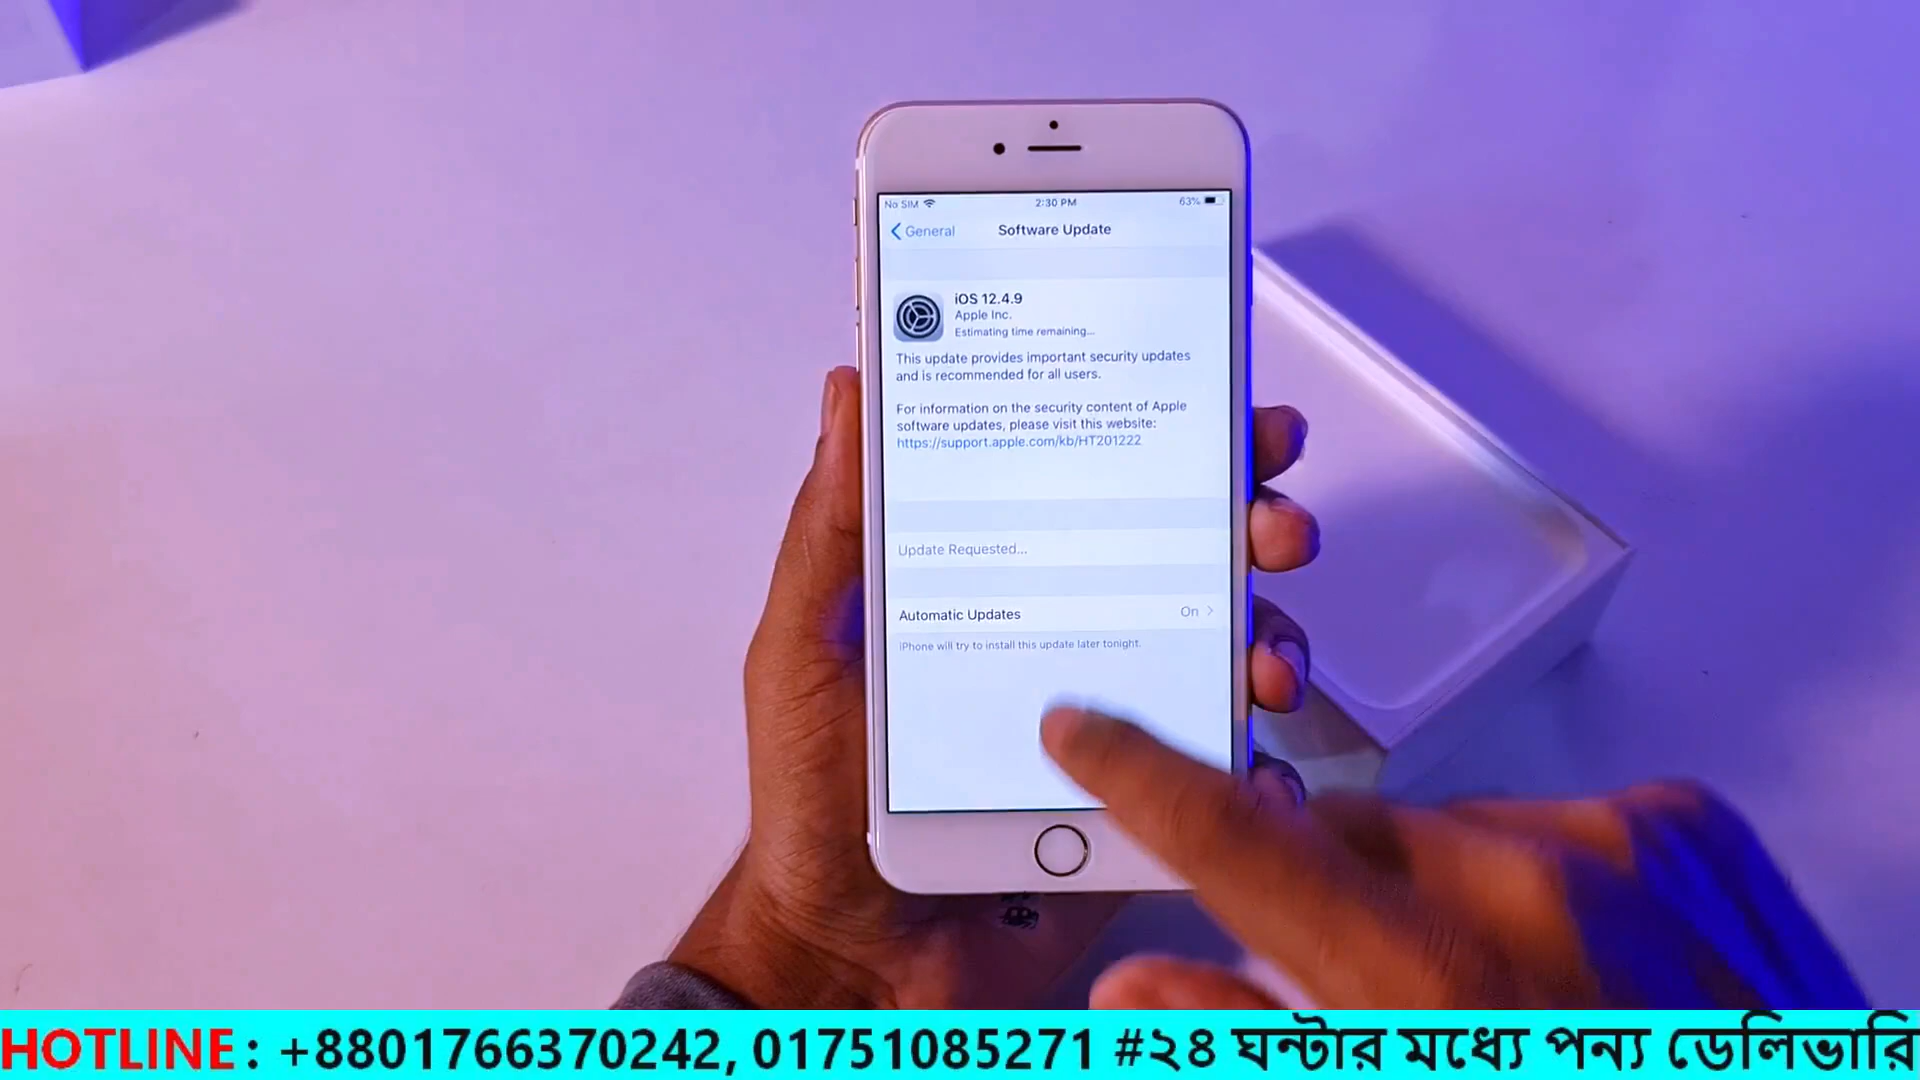 No SIM 2:30 PM 63%
General Software Update
iOS 12.4.9
Apple Inc.
Estimating time remaining...
This update provides important security updates
and is recommended for all users.
For information on the security content of Apple
software updates, please visit this website:
https://support.apple.com/kb/HT201222
Update Requested...
Automatic Updates On
iPhone will try to install this update later tonight.
HOTLINE : +8801766370242, 01751085271 #২৪ ঘন্টার মধ্যে পন্য ডেলিভারি